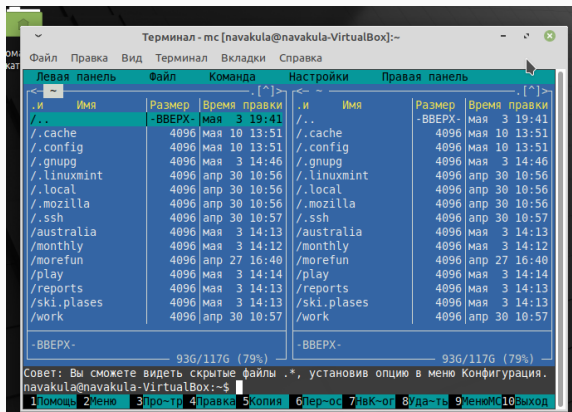 Терминал - mc [navakula@navakula-VirtualBox]:~
Файл Правка Вид Терминал Вкладки Справка
Левая панель Файл Команда Настройки Правая панель
<- ~ .[^]> <- ~ .[^]>
.и Имя Размер Время правки .и Имя Размер Время правки
/.. -ВВЕРХ- мая 3 19:41 /.. -ВВЕРХ- мая 3 19:41
/.cache 4096 мая 10 13:51 /.cache 4096 мая 10 13:51
/.config 4096 мая 10 13:51 /.config 4096 мая 10 13:51
/.gnupg 4096 мая 3 14:46 /.gnupg 4096 мая 3 14:46
/.linuxmint 4096 апр 30 10:56 /.linuxmint 4096 апр 30 10:56
/.local 4096 апр 30 10:56 /.local 4096 апр 30 10:56
/.mozilla 4096 апр 30 10:56 /.mozilla 4096 апр 30 10:56
/.ssh 4096 апр 30 10:57 /.ssh 4096 апр 30 10:57
/australia 4096 мая 3 14:13 /australia 4096 мая 3 14:13
/monthly 4096 мая 3 14:12 /monthly 4096 мая 3 14:12
/morefun 4096 апр 27 16:40 /morefun 4096 апр 27 16:40
/play 4096 мая 3 14:14 /play 4096 мая 3 14:14
/reports 4096 мая 3 14:13 /reports 4096 мая 3 14:13
/ski.plases 4096 мая 3 14:13 /ski.plases 4096 мая 3 14:13
/work 4096 апр 30 10:57 /work 4096 апр 30 10:57
-ВВЕРХ- -ВВЕРХ-
93G/117G (79%) 93G/117G (79%)
Совет: Вы сможете видеть скрытые файлы .*, установив опцию в меню Конфигурация.
navakula@navakula-VirtualBox:~$
1Помощь 2Меню 3Про~тр 4Правка 5Копия 6Пер~ос 7НвК~ог 8Уда~ть 9МенюMC 10Выход